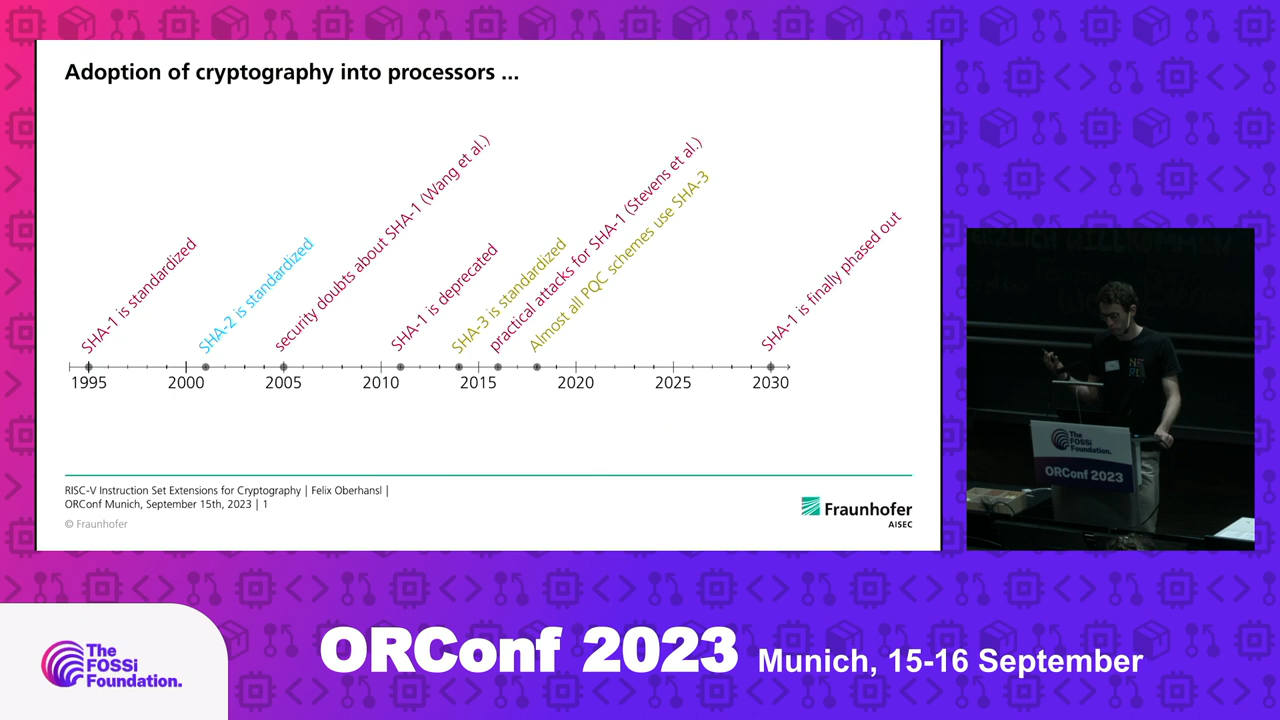 Adoption of cryptography into processors ...
SHA-1 is standardized
SHA-2 is standardized
security doubts about SHA-1 (Wang et al.)
SHA-1 is deprecated
SHA-3 is standardized
practical attacks for SHA-1 (Stevens et al.)
Almost all PQC schemes use SHA-3
SHA-1 is finally phased out
1995 2000 2005 2010 2015 2020 2025 2030
RISC-V Instruction Set Extensions for Cryptography | Felix Oberhansl |
ORConf Munich, September 15th, 2023 | 1
© Fraunhofer
Fraunhofer
AISEC
The
FOSSi
Foundation.
ORConf 2023
The
FOSSi
Foundation.
ORConf 2023 Munich, 15-16 September